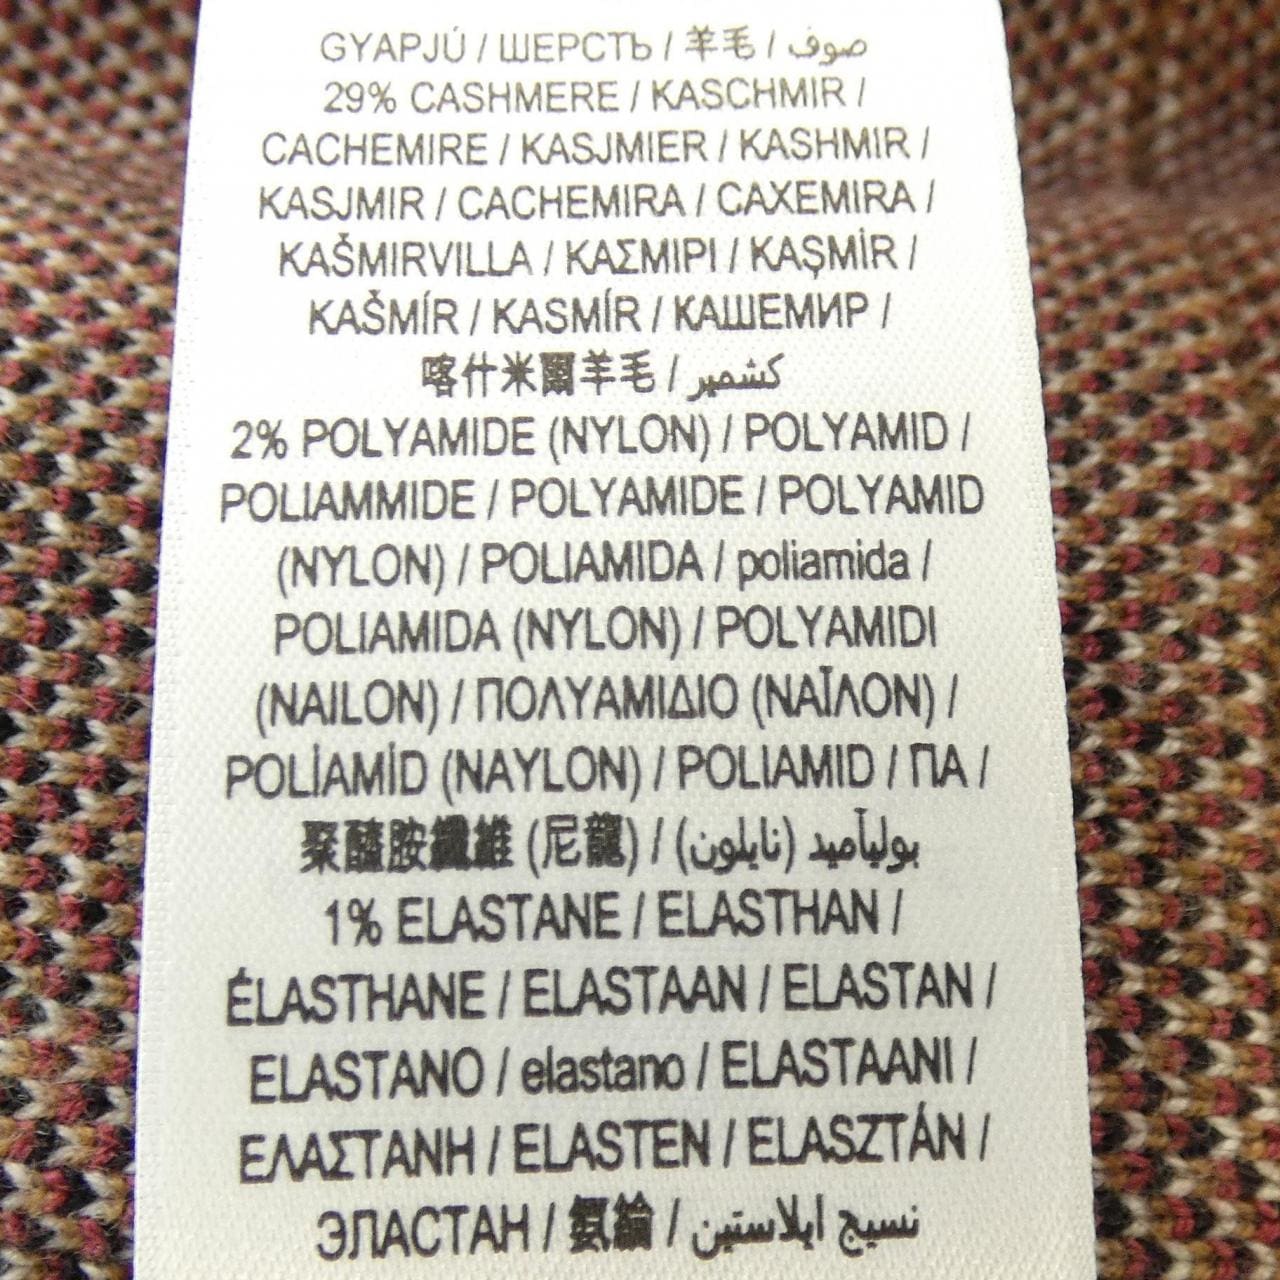 GYAPJÚ / ШЕРСТЬ / 羊毛 / صوف
29% CASHMERE / KASCHMIR /
CACHEMIRE / KASJMIER / KASHMIR /
KASJMIR / CACHEMIRA / CAXEMIRA /
KAŠMIRVILLA / ΚΑΣΜΙΡΙ / KAŞMİR /
KAŠMÍR / KASMÍR / КАШЕМИР /
喀什米爾羊毛 / كشمير
2% POLYAMIDE (NYLON) / POLYAMID /
POLIAMMIDE / POLYAMIDE / POLYAMID
(NYLON) / POLIAMIDA / poliamida /
POLIAMIDA (NYLON) / POLYAMIDI
(NAILON) / ΠΟΛΥΑΜΙΔΙΟ (ΝΑΪΛΟΝ) /
POLİAMİD (NAYLON) / POLIAMID / ПА /
聚醯胺纖維 (尼龍) / بوليآميد (نايلون)
1% ELASTANE / ELASTHAN /
ÉLASTHANE / ELASTAAN / ELASTAN /
ELASTANO / elastano / ELASTAANI /
ΕΛΑΣΤΑΝΗ / ELASTEN / ELASZTÁN /
ЭЛАСТАН / 氨綸 / نسيج ايلاستين